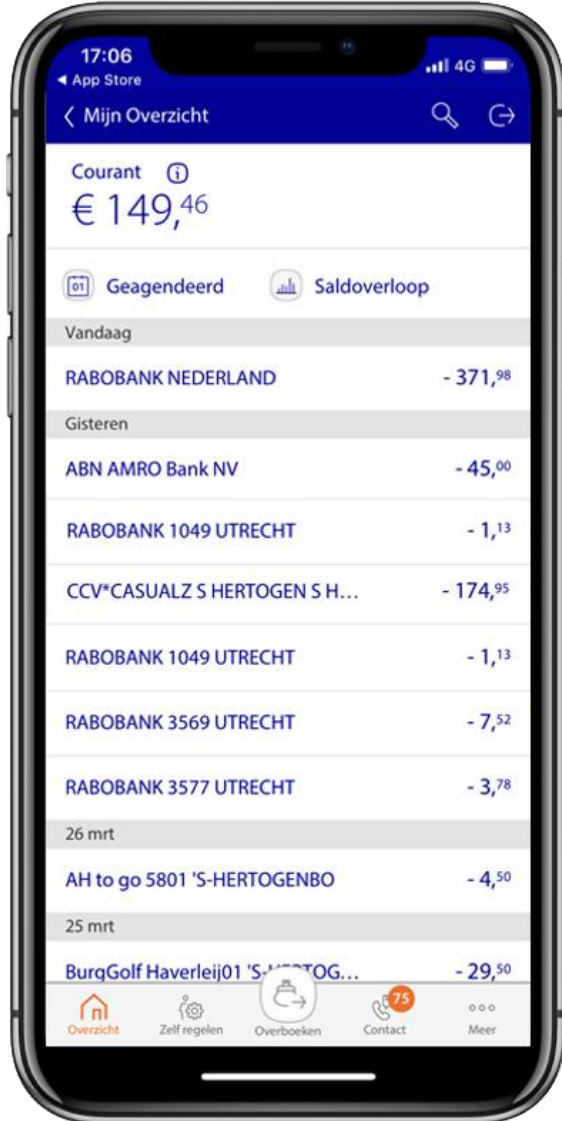 17:06
4G
◀ App Store
Mijn Overzicht
Courant
€ 149,46
01 Geagendeerd Saldoverloop
Vandaag
RABOBANK NEDERLAND - 371,98
Gisteren
ABN AMRO Bank NV - 45,00
RABOBANK 1049 UTRECHT - 1,13
CCV*CASUALZ S HERTOGEN S H... - 174,95
RABOBANK 1049 UTRECHT - 1,13
RABOBANK 3569 UTRECHT - 7,52
RABOBANK 3577 UTRECHT - 3,78
26 mrt
AH to go 5801 'S-HERTOGENBO - 4,50
25 mrt
BurgGolf Haverleij01 'S-HERTOG... - 29,50
75
Overzicht Zelf regelen Overboeken Contact Meer